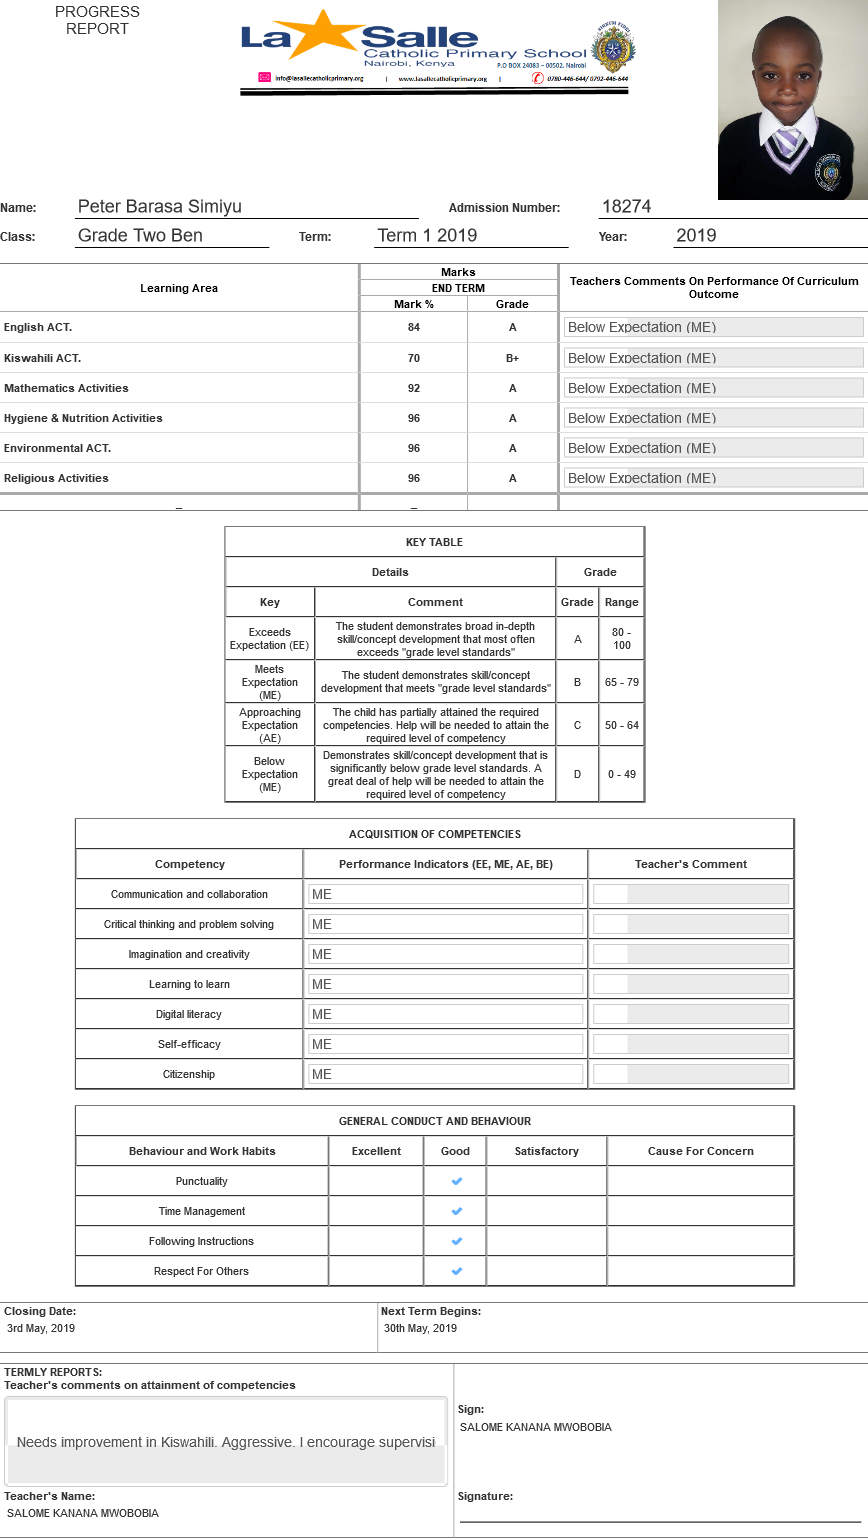 PROGRESS
REPORT
La Salle
Catholic Primary School
Nairobi, Kenya
P.O BOX 24083 – 00502. Nairobi
info@lasallecatholicprimary.org | www.lasallecatholicprimary.org | 0780-446-644/ 0792-446-644
Name: Peter Barasa Simiyu Admission Number: 18274
Class: Grade Two Ben Term: Term 1 2019 Year: 2019
Learning Area Marks Teachers Comments On Performance Of Curriculum Outcome
END TERM
Mark % Grade
English ACT. 84 A Below Expectation (ME)
Kiswahili ACT. 70 B+ Below Expectation (ME)
Mathematics Activities 92 A Below Expectation (ME)
Hygiene & Nutrition Activities 96 A Below Expectation (ME)
Environmental ACT. 96 A Below Expectation (ME)
Religious Activities 96 A Below Expectation (ME)
_ _
KEY TABLE
Details Grade
Key Comment Grade Range
Exceeds Expectation (EE) The student demonstrates broad in-depth skill/concept development that most often exceeds "grade level standards" A 80 - 100
Meets Expectation (ME) The student demonstrates skill/concept development that meets "grade level standards" B 65 - 79
Approaching Expectation (AE) The child has partially attained the required competencies. Help will be needed to attain the required level of competency C 50 - 64
Below Expectation (ME) Demonstrates skill/concept development that is significantly below grade level standards. A great deal of help will be needed to attain the required level of competency D 0 - 49
ACQUISITION OF COMPETENCIES
Competency Performance Indicators (EE, ME, AE, BE) Teacher's Comment
Communication and collaboration ME
Critical thinking and problem solving ME
Imagination and creativity ME
Learning to learn ME
Digital literacy ME
Self-efficacy ME
Citizenship ME
GENERAL CONDUCT AND BEHAVIOUR
Behaviour and Work Habits Excellent Good Satisfactory Cause For Concern
Punctuality
Time Management
Following Instructions
Respect For Others
Closing Date: Next Term Begins:
3rd May, 2019 30th May, 2019
TERMLY REPORTS:
Teacher's comments on attainment of competencies
Needs improvement in Kiswahili. Aggressive. I encourage supervisi
Sign:
SALOME KANANA MWOBOBIA
Teacher's Name:
SALOME KANANA MWOBOBIA
Signature: